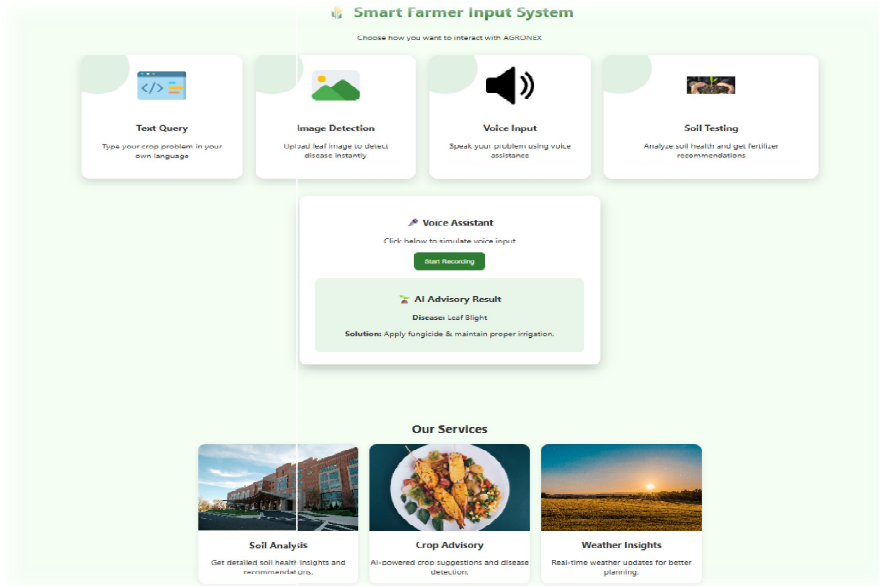 Smart Farmer Input System
Choose how you want to interact with AGRONEX
</>
Text Query
Type your crop problem in your
own language
Image Detection
Upload leaf image to detect
disease instantly
Voice Input
Speak your problem using voice
assistance
Soil Testing
Analyze soil health and get fertilizer
recommendations
Voice Assistant
Click below to simulate voice input
Start Recording
AI Advisory Result
Disease: Leaf Blight
Solution: Apply fungicide & maintain proper irrigation.
Our Services
Soil Analysis
Get detailed soil health insights and
recommendations.
Crop Advisory
AI-powered crop suggestions and disease
detection.
Weather Insights
Real-time weather updates for better
planning.